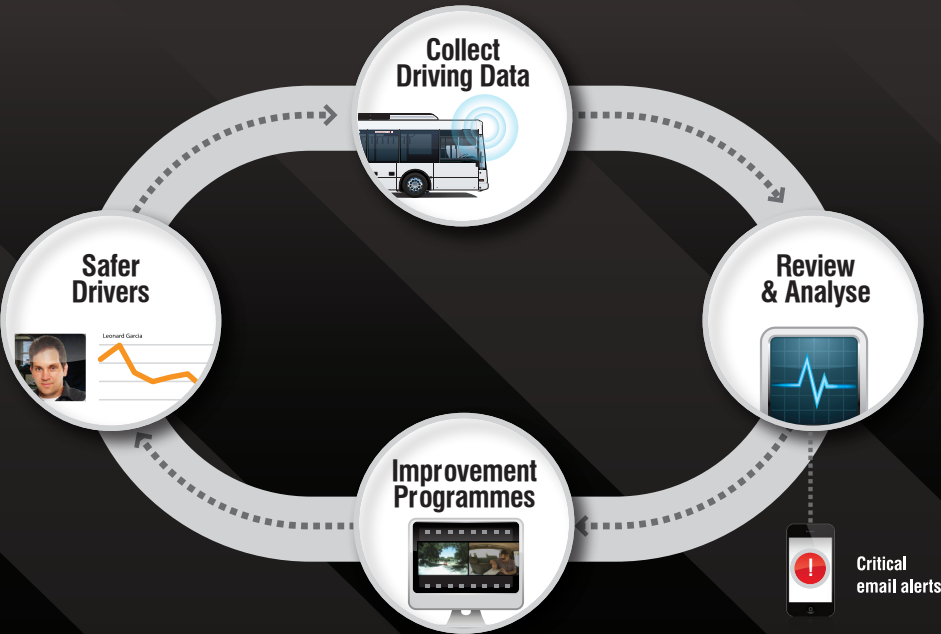 Collect
Driving Data
Safer
Drivers
Leonard Garcia
Review
& Analyse
Improvement
Programmes
!
Critical
email alerts